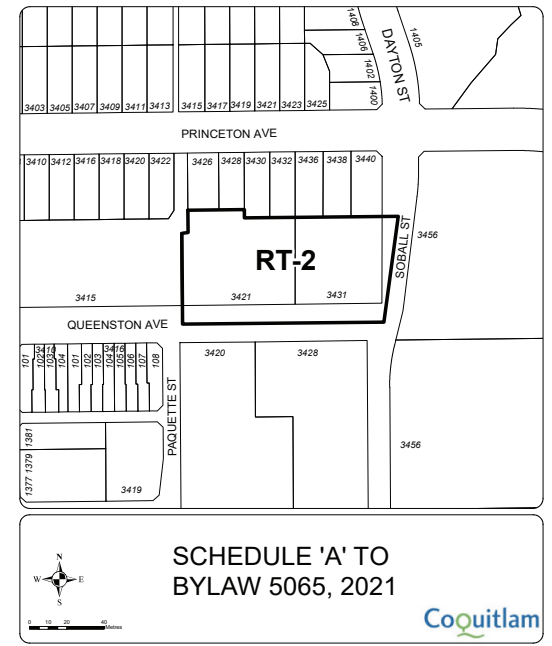 1408
1406
1402
1400
1405
DAYTON ST
3403 3405 3407 3409 3411 3413 3415 3417 3419 3421 3423 3425
PRINCETON AVE
3410 3412 3416 3418 3420 3422 3426 3428 3430 3432 3436 3438 3440
SOBALL ST
3456
RT-2
3415 3421 3431
QUEENSTON AVE
3410 3416
101 102 103 104 101 102 103 104 105 106 107 108
3420 3428
PAQUETTE ST
1381
1377 1379
3419
3456
SCHEDULE 'A' TO
BYLAW 5065, 2021
N
W E
S
0 10 20 40
Metres
Coquitlam